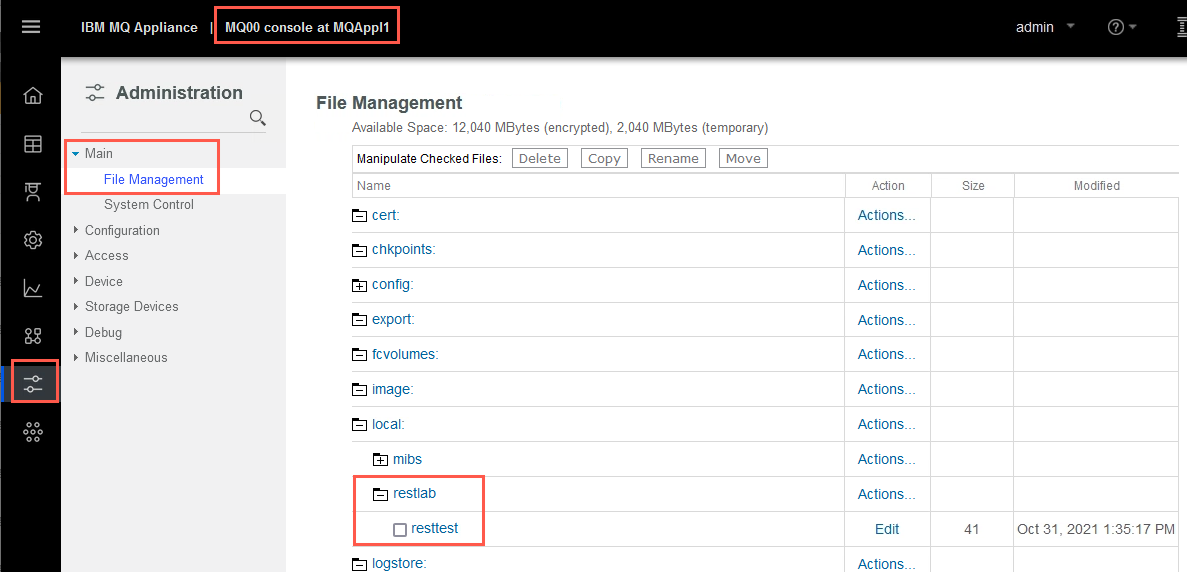 IBM MQ Appliance | MQ00 console at MQAppl1 admin
Administration
Main
File Management
System Control
Configuration
Access
Device
Storage Devices
Debug
Miscellaneous
File Management
Available Space: 12,040 MBytes (encrypted), 2,040 MBytes (temporary)
Manipulate Checked Files: Delete Copy Rename Move
Name Action Size Modified
cert: Actions...
chkpoints: Actions...
config: Actions...
export: Actions...
fcvolumes: Actions...
image: Actions...
local: Actions...
mibs Actions...
restlab Actions...
resttest Edit 41 Oct 31, 2021 1:35:17 PM
logstore: Actions...